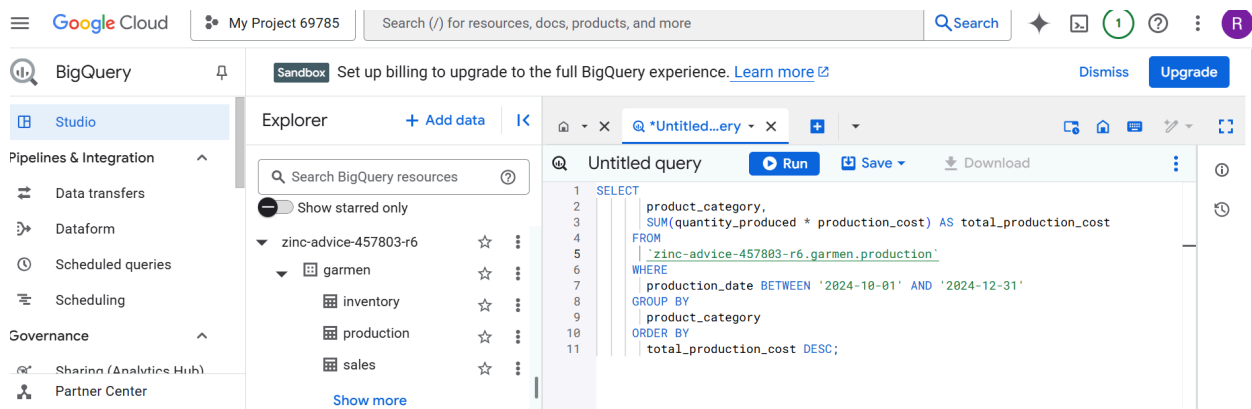 Google Cloud
My Project 69785
Search (/) for resources, docs, products, and more
Search
1
R
BigQuery
Sandbox Set up billing to upgrade to the full BigQuery experience. Learn more
Dismiss
Upgrade
Studio
Pipelines & Integration
Data transfers
Dataform
Scheduled queries
Scheduling
Governance
Sharing (Analytics Hub)
Partner Center
Explorer
+ Add data
Search BigQuery resources
Show starred only
zinc-advice-457803-r6
garmen
inventory
production
sales
Show more
*Untitled...ery
Untitled query
Run
Save
Download
1 SELECT
2 product_category,
3 SUM(quantity_produced * production_cost) AS total_production_cost
4 FROM
5 `zinc-advice-457803-r6.garmen.production`
6 WHERE
7 production_date BETWEEN '2024-10-01' AND '2024-12-31'
8 GROUP BY
9 product_category
10 ORDER BY
11 total_production_cost DESC;